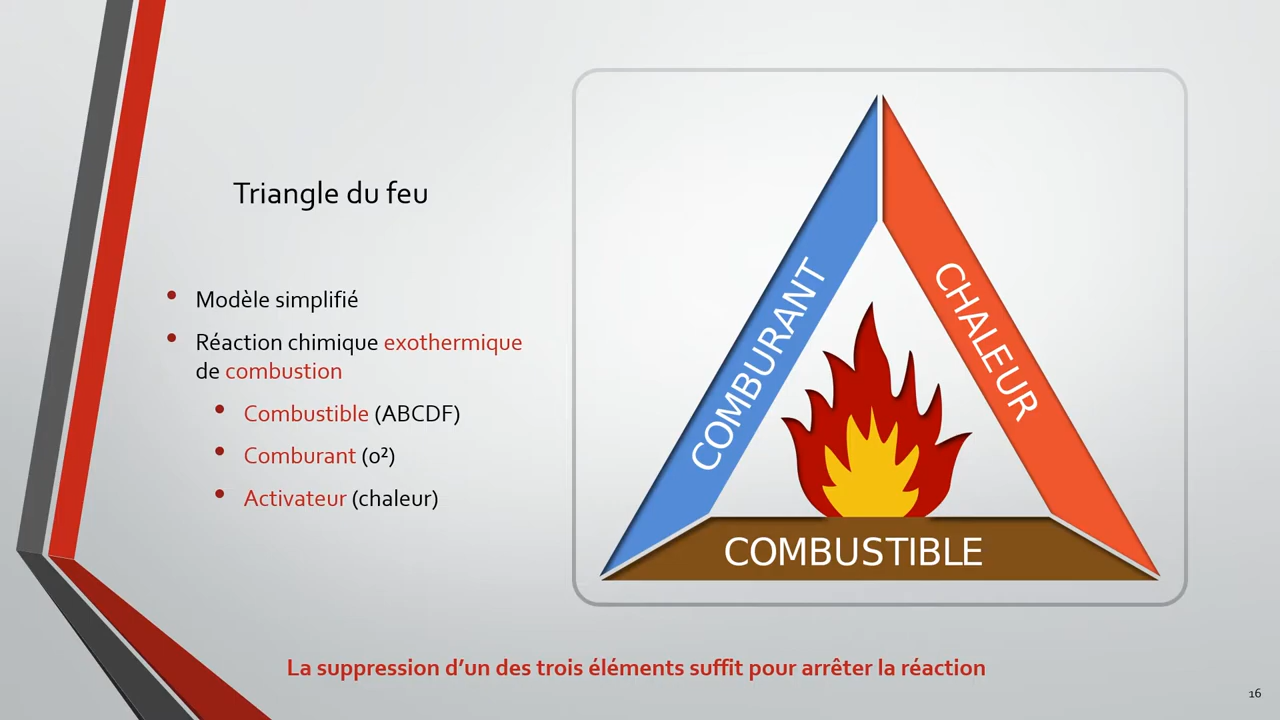 Triangle du feu
• Modèle simplifié
• Réaction chimique exothermique
de combustion
• Combustible (ABCDF)
• Comburant (o²)
• Activateur (chaleur)
COMBURANT
CHALEUR
COMBUSTIBLE
La suppression d’un des trois éléments suffit pour arrêter la réaction
16